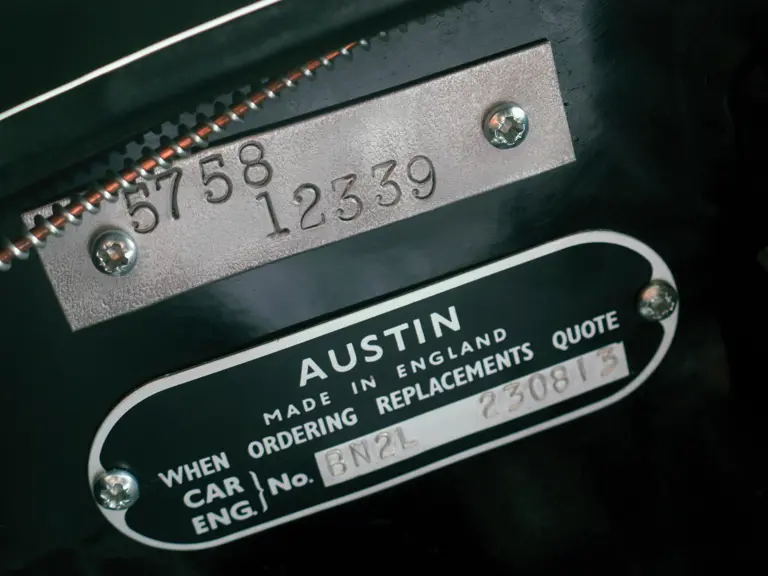 5758
12339
AUSTIN
MADE IN ENGLAND
WHEN ORDERING REPLACEMENTS QUOTE
CAR
ENG. } No. BN2L 230813